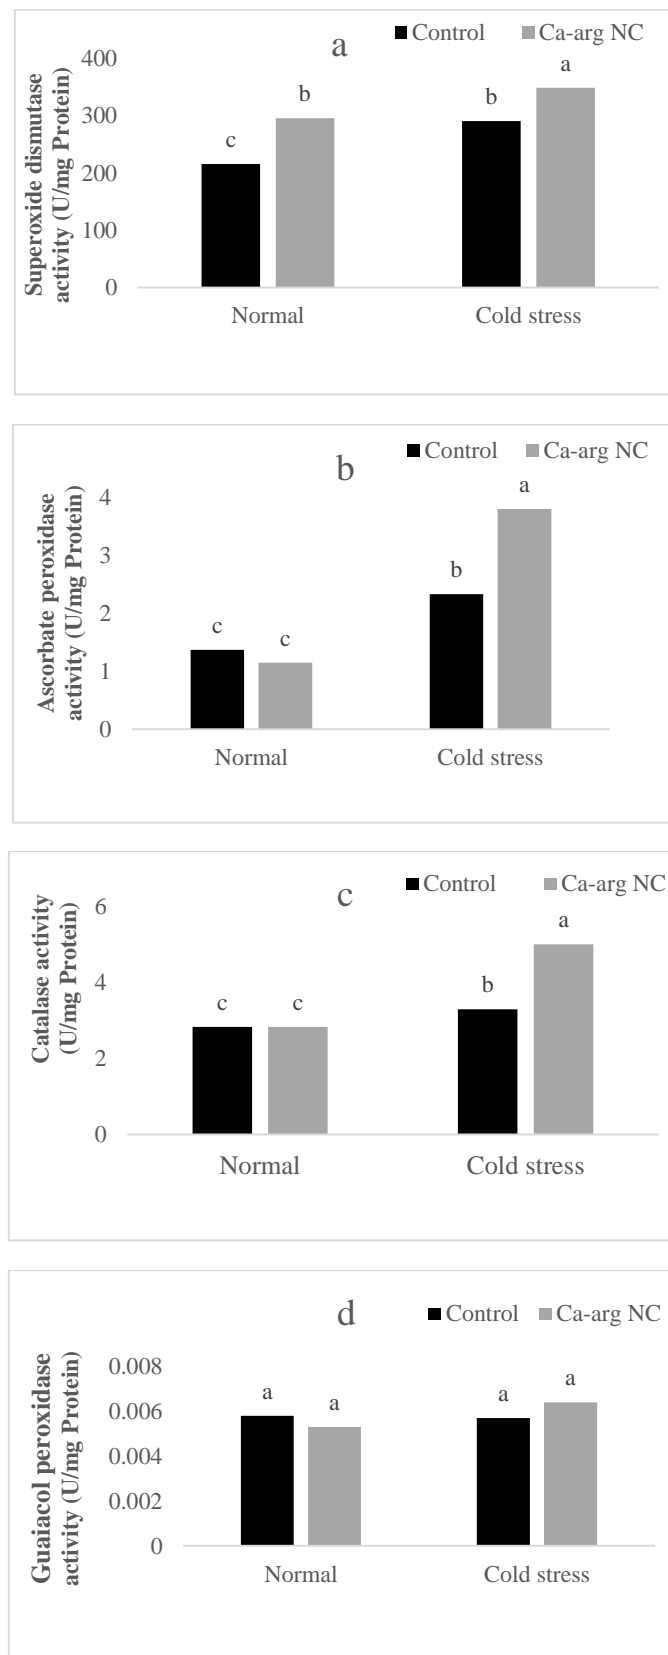 a
Control
Ca-arg NC
Superoxide dismutase
activity (U/mg Protein)
400
300
200
100
0
c
b
b
a
Normal
Cold stress
b
Control
Ca-arg NC
Ascorbate peroxidase
activity (U/mg Protein)
4
3
2
1
0
c
c
b
a
Normal
Cold stress
c
Control
Ca-arg NC
Catalase activity
(U/mg Protein)
6
4
2
0
c
c
b
a
Normal
Cold stress
d
Control
Ca-arg NC
Guaiacol peroxidase
activity (U/mg Protein)
0.008
0.006
0.004
0.002
0
a
a
a
a
Normal
Cold stress